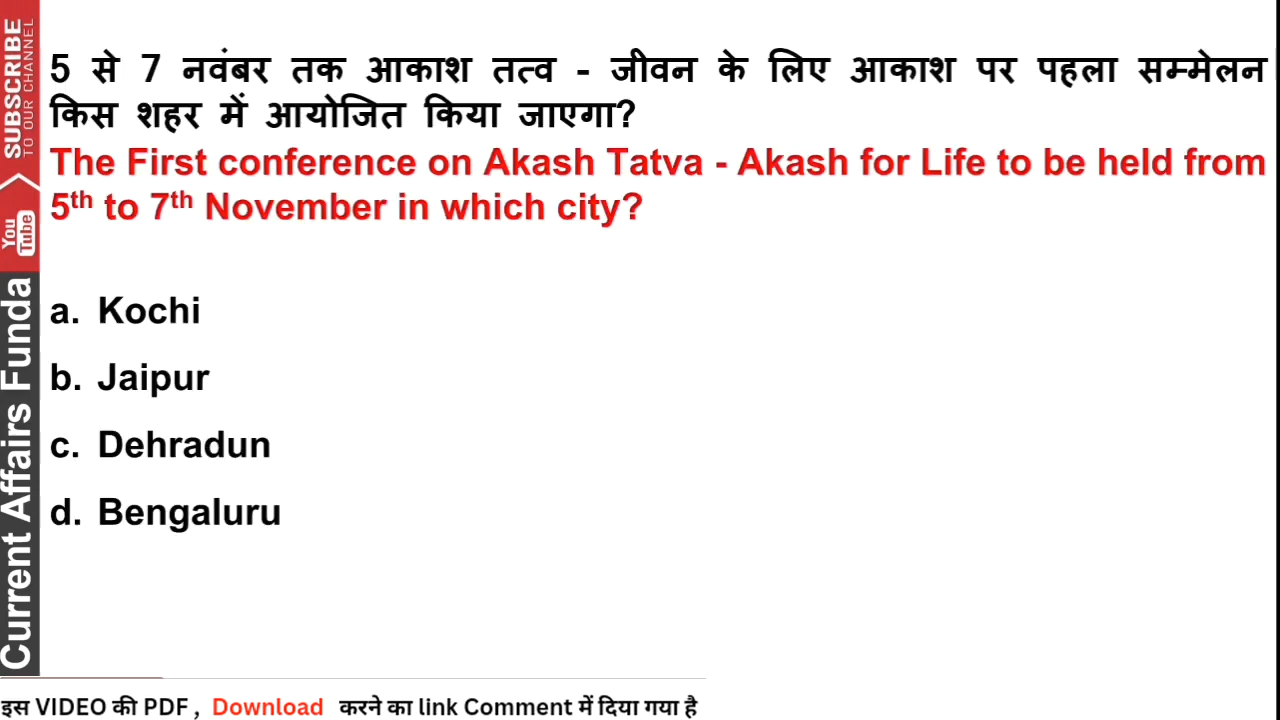 5 से 7 नवंबर तक आकाश तत्व - जीवन के लिए आकाश पर पहला सम्मेलन
किस शहर में आयोजित किया जाएगा?
The First conference on Akash Tatva - Akash for Life to be held from
5th to 7th November in which city?
a. Kochi
b. Jaipur
c. Dehradun
d. Bengaluru
SUBSCRIBE
TO OUR CHANNEL
You
Tube
Current Affairs Funda
इस VIDEO की PDF , Download करने का link Comment में दिया गया है